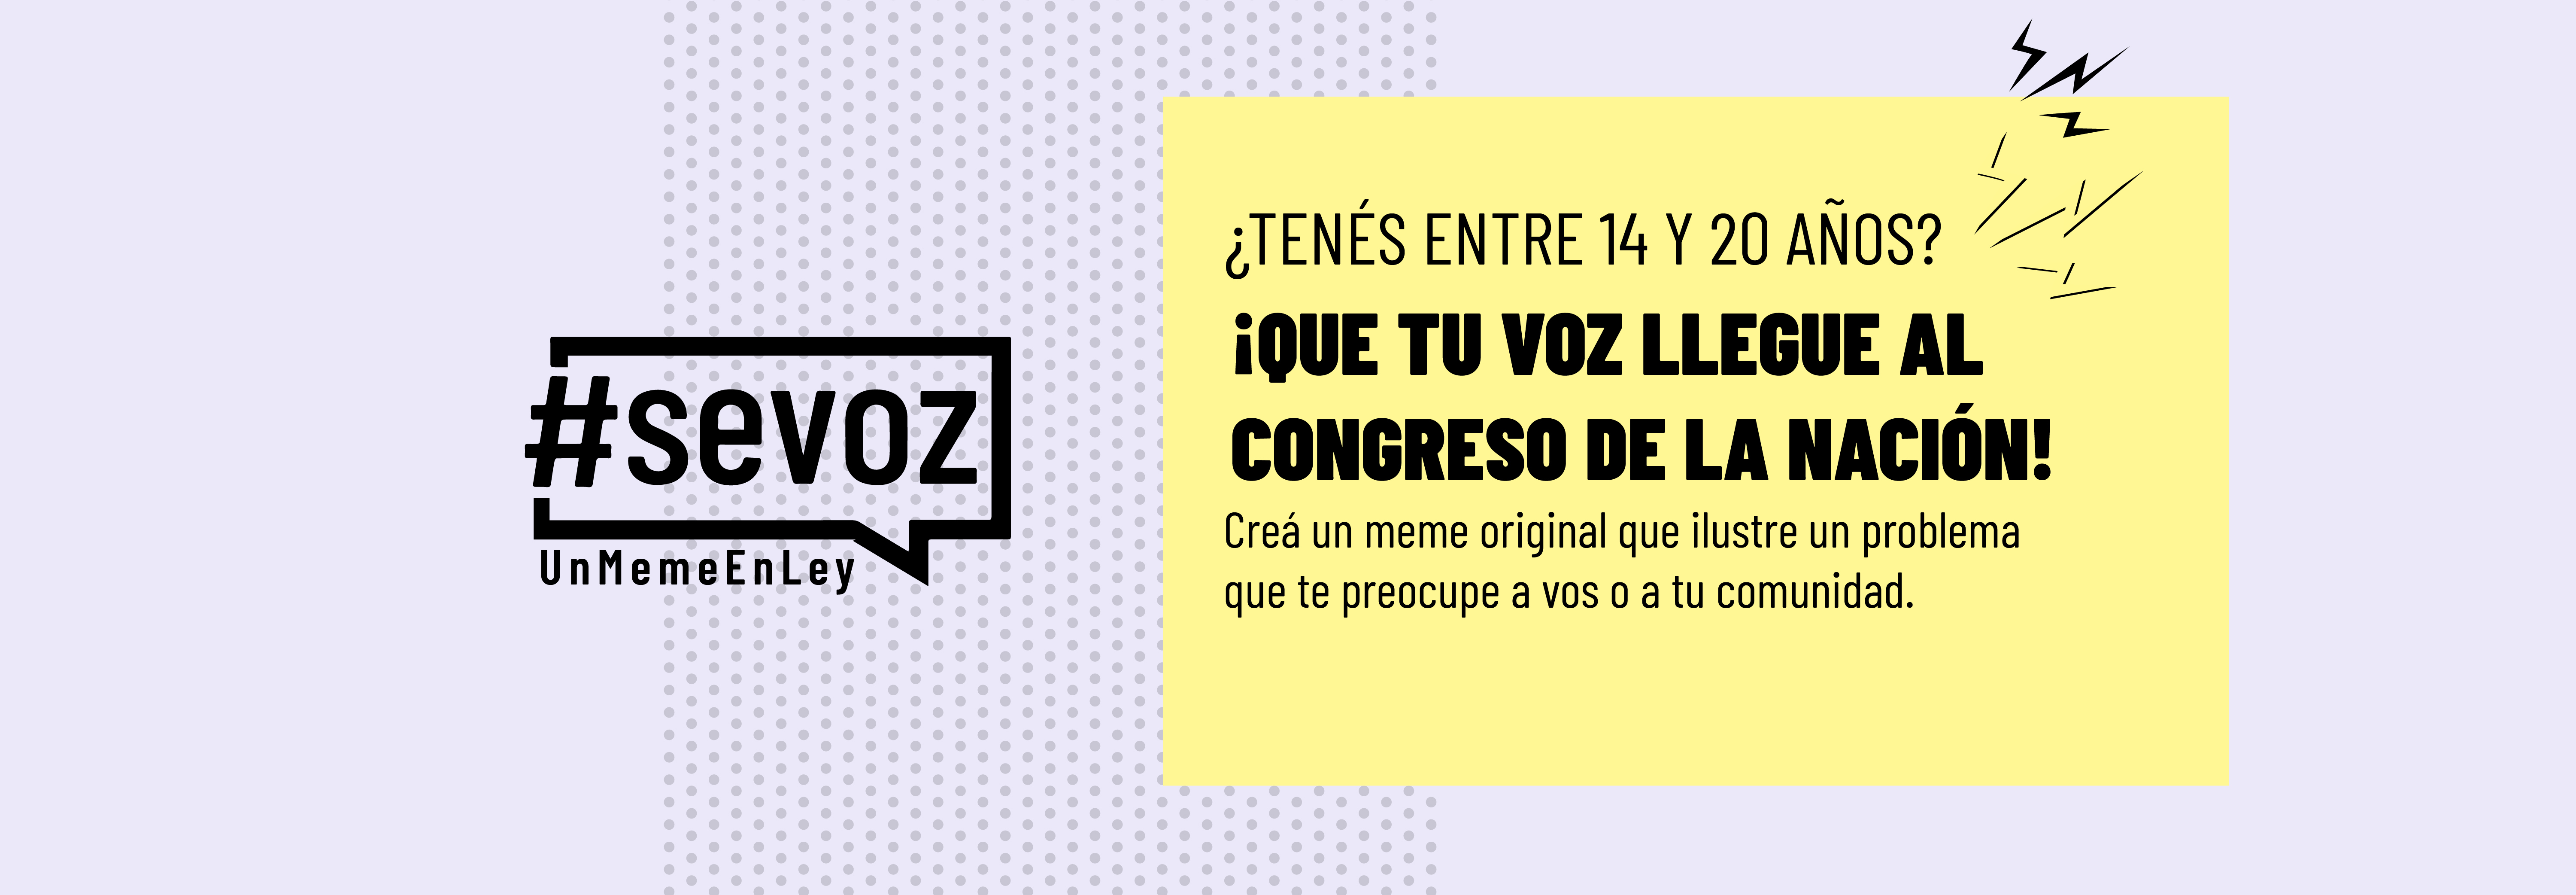 #sevoz
UnMemeEnLey
¿TENÉS ENTRE 14 Y 20 AÑOS?
¡QUE TU VOZ LLEGUE AL
CONGRESO DE LA NACIÓN!
Creá un meme original que ilustre un problema
que te preocupe a vos o a tu comunidad.